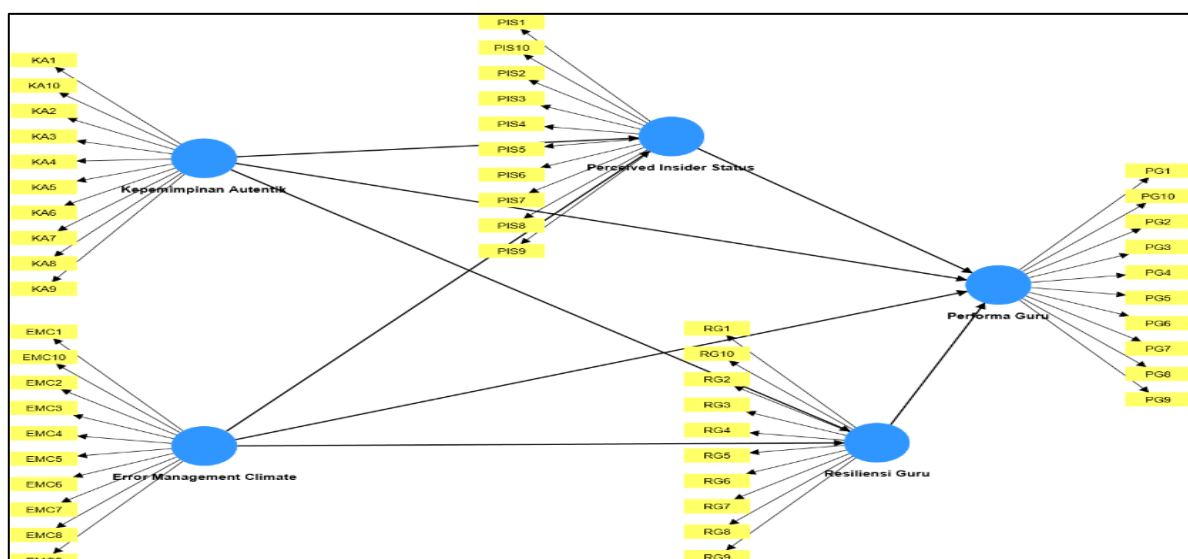 KA1
KA10
KA2
KA3
KA4
KA5
KA6
KA7
KA8
KA9
Kepemimpinan Autentik
EMC1
EMC10
EMC2
EMC3
EMC4
EMC5
EMC6
EMC7
EMC8
Error Management Climate
PIS1
PIS10
PIS2
PIS3
PIS4
PIS5
PIS6
PIS7
PIS8
PIS9
Perceived Insider Status
RG1
RG10
RG2
RG3
RG4
RG5
RG6
RG7
RG8
RG9
Resiliensi Guru
PG1
PG10
PG2
PG3
PG4
PG5
PG6
PG7
PG8
PG9
Performa Guru